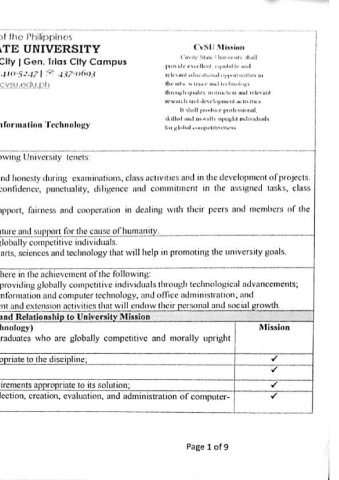 of the Philippines
ATE UNIVERSITY
City | Gen. Trias City Campus
410-5247 | ☏ 437-0693
cvsu.edu.ph
CvSU Mission
Cavite State University shall
provide excellent, equitable and
relevant educational opportunities in
the arts, science and technology
through quality instruction and relevant
research and development activities
It shall produce professional,
skilled and morally upright individuals
for global competitiveness
nformation Technology
owing University tenets:
nd honesty during examinations, class activities and in the development of projects.
confidence, punctuality, diligence and commitment in the assigned tasks, class
upport, fairness and cooperation in dealing with their peers and members of the
ture and support for the cause of humanity.
globally competitive individuals.
arts, sciences and technology that will help in promoting the university goals.
here in the achievement of the following:
providing globally competitive individuals through technological advancements;
nformation and computer technology, and office administration; and
ent and extension activities that will endow their personal and social growth.
and Relationship to University Mission
hnology) Mission
raduates who are globally competitive and morally upright
opriate to the discipline; ✓
✓
irements appropriate to its solution; ✓
lection, creation, evaluation, and administration of computer- ✓
Page 1 of 9